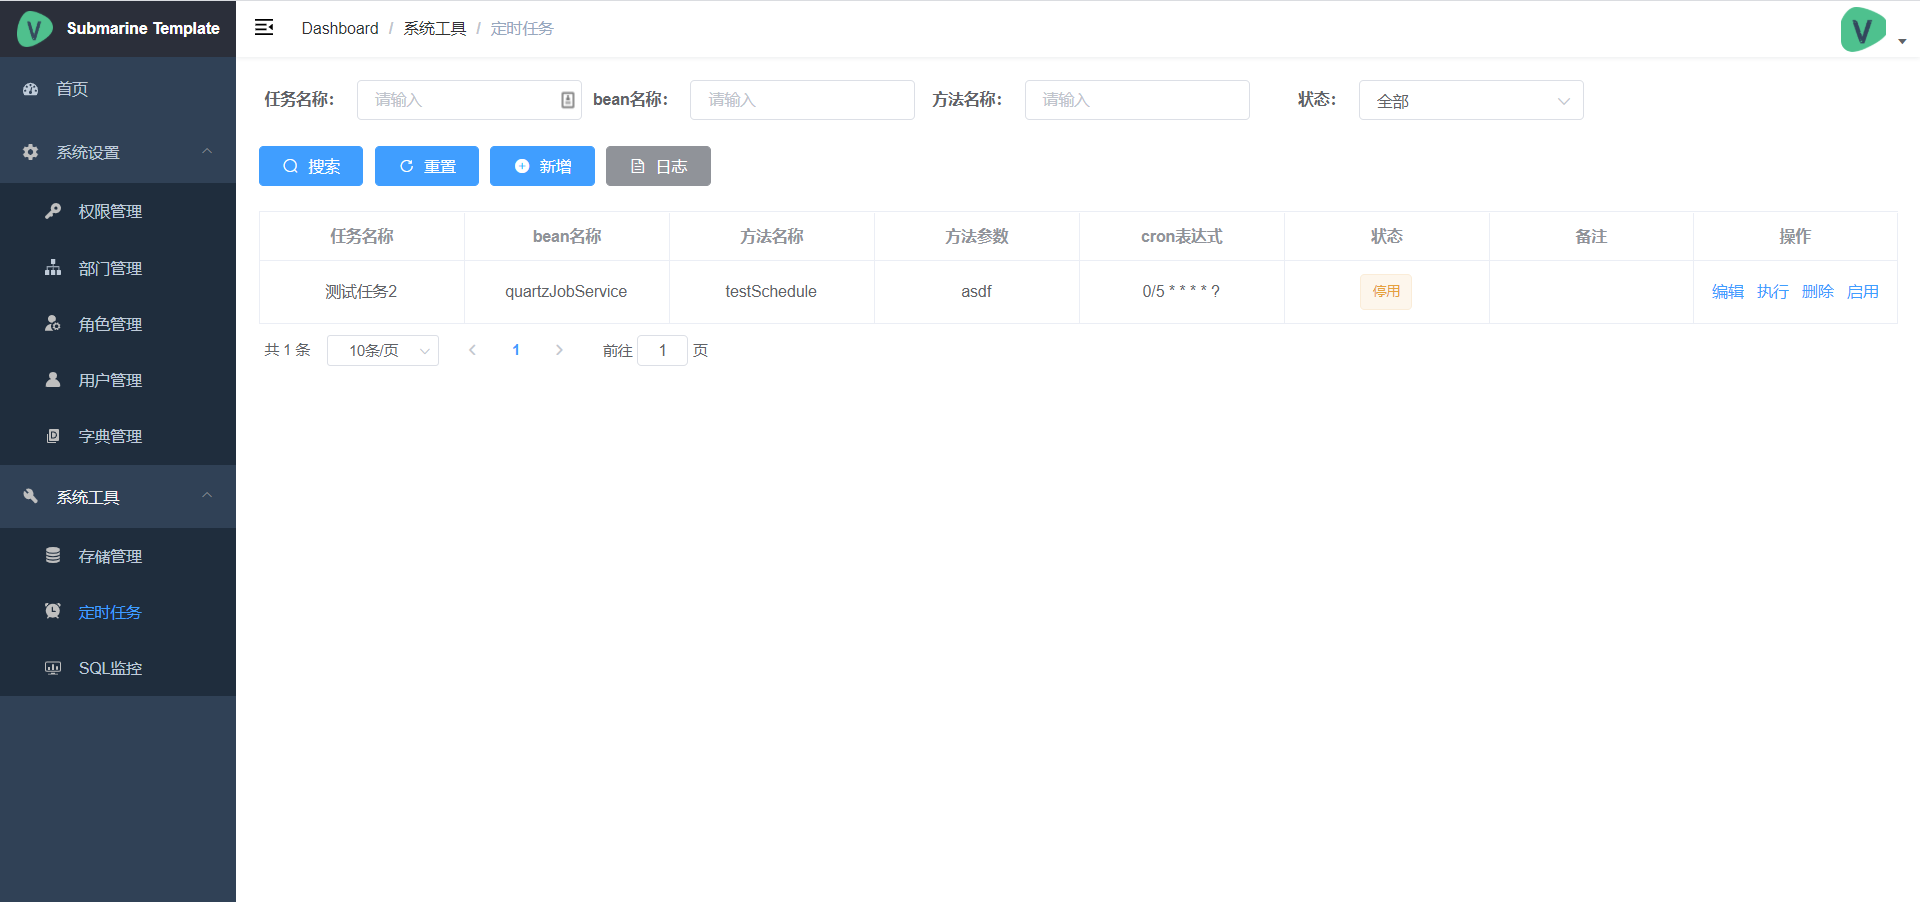 Submarine Template
Dashboard / 系统工具 / 定时任务
首页
系统设置
权限管理
部门管理
角色管理
用户管理
字典管理
系统工具
存储管理
定时任务
SQL监控
任务名称： 请输入 bean名称： 请输入 方法名称： 请输入 状态： 全部
搜索 重置 新增 日志
任务名称 bean名称 方法名称 方法参数 cron表达式 状态 备注 操作
测试任务2 quartzJobService testSchedule asdf 0/5 * * * * ? 停用 编辑 执行 删除 启用
共 1 条 10条/页 1 前往 1 页